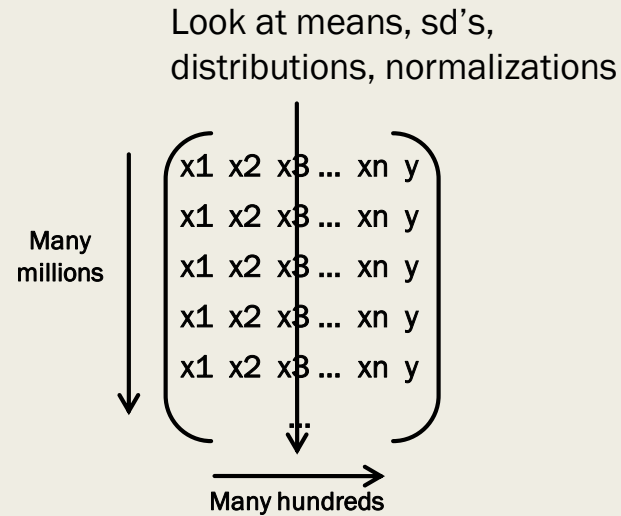 Look at means, sd's,
distributions, normalizations
x1 x2 x3 ... xn y
x1 x2 x3 ... xn y
Many
millions
x1 x2 x3 ... xn y
x1 x2 x3 ... xn y
x1 x2 x3 ... xn y
...
Many hundreds